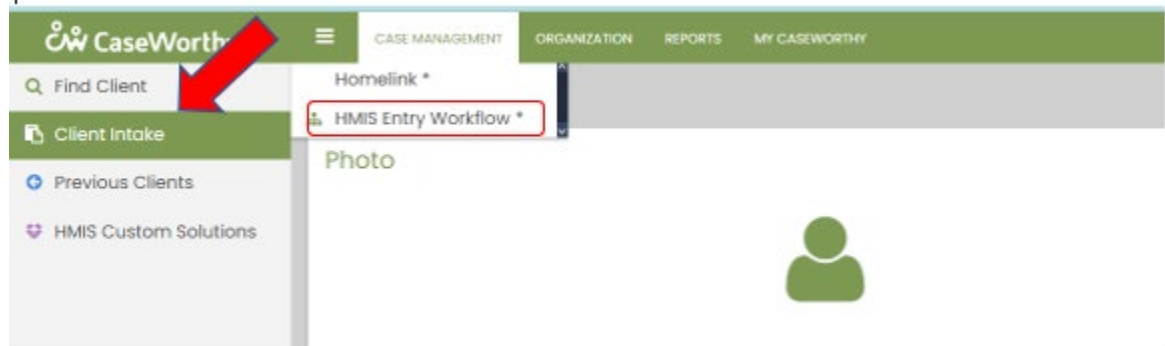 CaseWorth
CASE MANAGEMENT ORGANIZATION REPORTS MY CASEWORTHY
Find Client
Homelink *
Client Intake
HMIS Entry Workflow *
Previous Clients
HMIS Custom Solutions
Photo